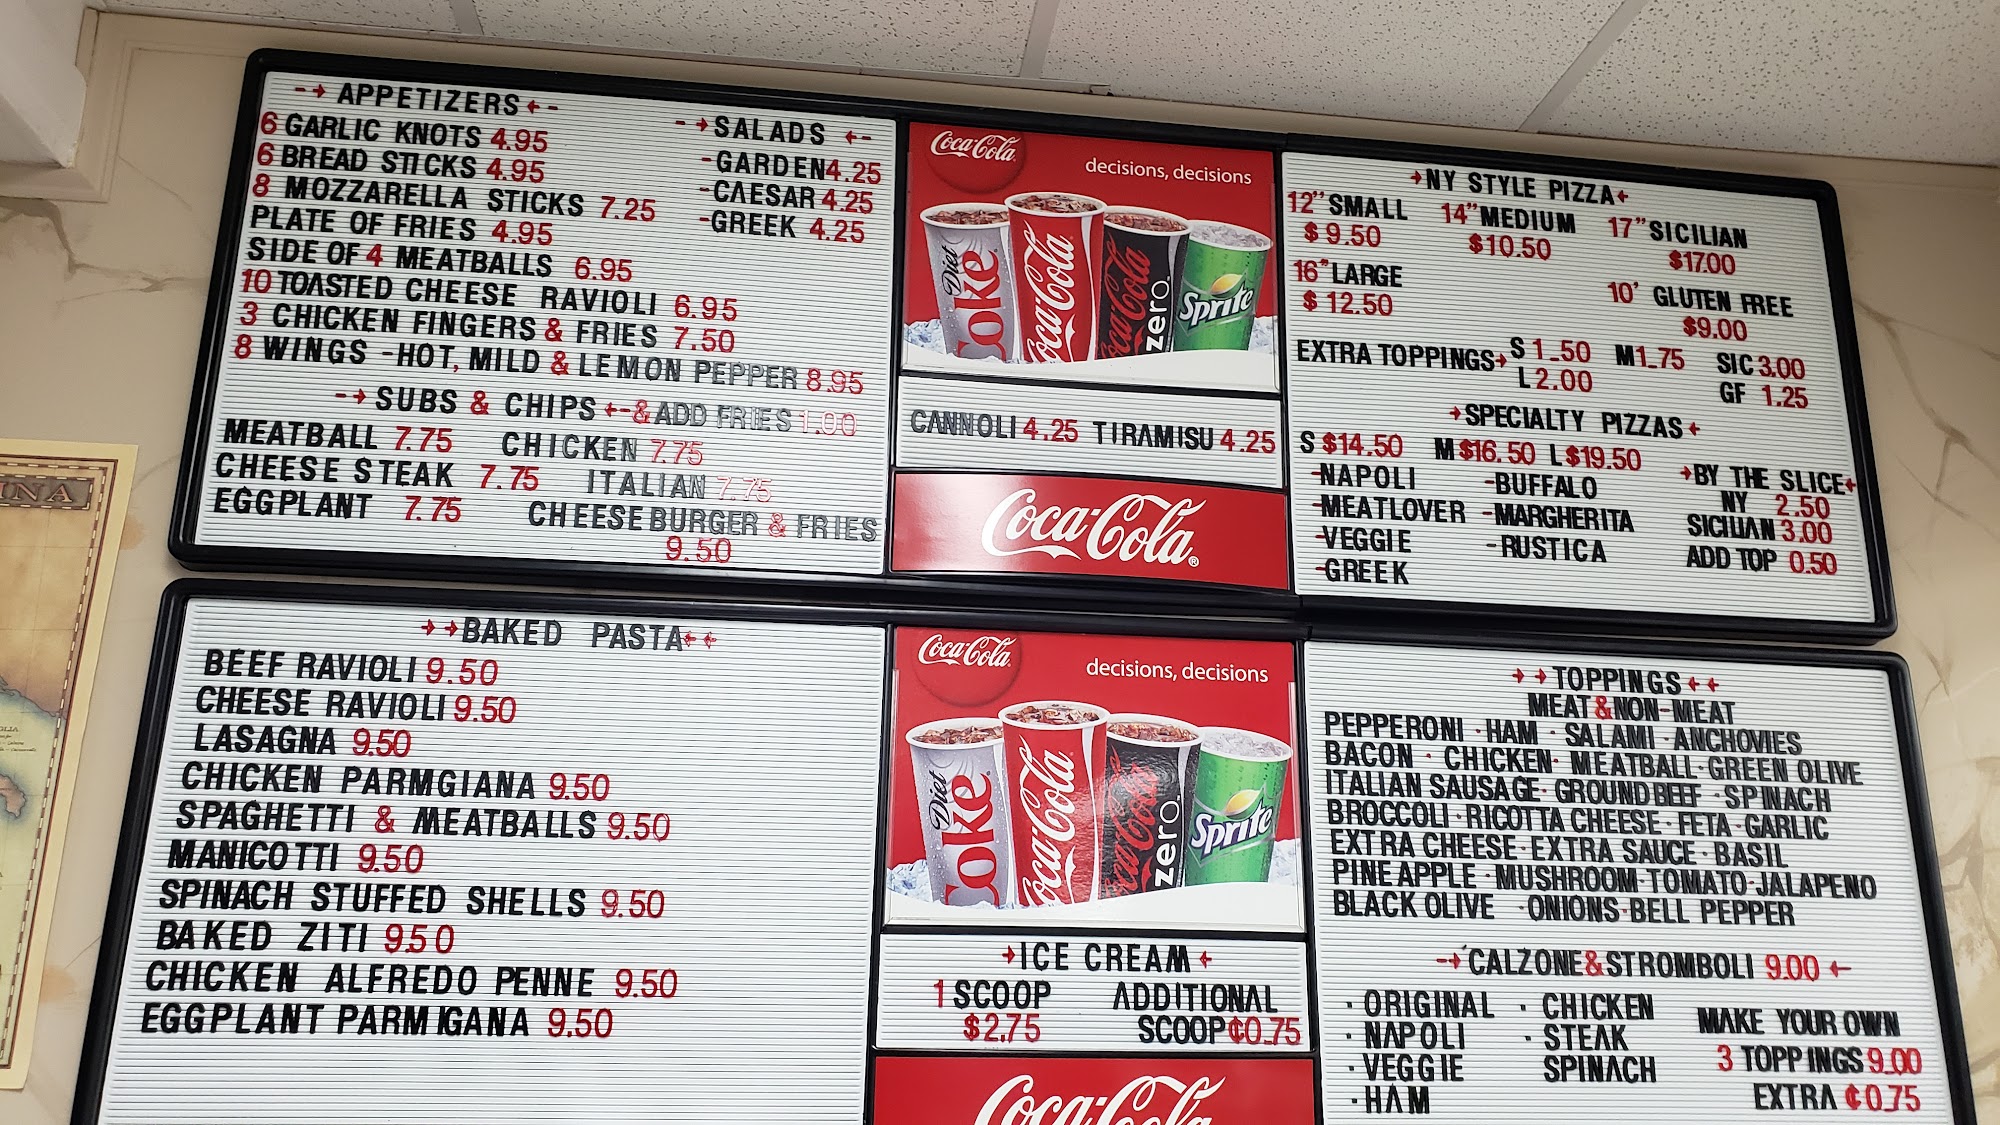 --→ APPETIZERS ←--
6 GARLIC KNOTS 4.95
6 BREAD STICKS 4.95
8 MOZZARELLA STICKS 7.25
PLATE OF FRIES 4.95
SIDE OF 4 MEATBALLS 6.95
10 TOASTED CHEESE RAVIOLI 6.95
3 CHICKEN FINGERS & FRIES 7.50
8 WINGS -HOT, MILD & LEMON PEPPER 8.95
--→SALADS ←--
-GARDEN 4.25
-CAESAR 4.25
-GREEK 4.25
--→ SUBS & CHIPS ←-& ADD FRIES 1.00
MEATBALL 7.75 CHICKEN 7.75
CHEESE STEAK 7.75 ITALIAN 7.75
EGGPLANT 7.75 CHEESEBURGER & FRIES
9.50
Coca-Cola
decisions, decisions
Diet Coke
Coca-Cola
Coca-Cola zero
Sprite
CANNOLI 4.25 TIRAMISU 4.25
Coca-Cola®
→NY STYLE PIZZA←
12" SMALL 14" MEDIUM 17" SICILIAN
$9.50 $10.50 $17.00
16" LARGE 10' GLUTEN FREE
$12.50 $9.00
EXTRA TOPPINGS→ S 1.50 M 1.75 SIC 3.00
L 2.00 GF 1.25
→SPECIALTY PIZZAS←
S $14.50 M $16.50 L $19.50
-NAPOLI -BUFFALO
-MEATLOVER -MARGHERITA
-VEGGIE -RUSTICA
-GREEK
→BY THE SLICE←
NY 2.50
SICILIAN 3.00
ADD TOP 0.50
→→BAKED PASTA←←
BEEF RAVIOLI 9.50
CHEESE RAVIOLI 9.50
LASAGNA 9.50
CHICKEN PARMGIANA 9.50
SPAGHETTI & MEATBALLS 9.50
MANICOTTI 9.50
SPINACH STUFFED SHELLS 9.50
BAKED ZITI 9.50
CHICKEN ALFREDO PENNE 9.50
EGGPLANT PARMIGANA 9.50
Coca-Cola
decisions, decisions
Diet Coke
Coca-Cola
Coca-Cola zero
Sprite
→ICE CREAM←
1 SCOOP ADDITIONAL
$2.75 SCOOP ¢0.75
Coca-Cola
→→TOPPINGS←←
MEAT & NON-MEAT
PEPPERONI · HAM · SALAMI · ANCHOVIES
BACON · CHICKEN · MEATBALL · GREEN OLIVE
ITALIAN SAUSAGE · GROUND BEEF · SPINACH
BROCCOLI · RICOTTA CHEESE · FETA · GARLIC
EXTRA CHEESE · EXTRA SAUCE · BASIL
PINEAPPLE · MUSHROOM · TOMATO · JALAPENO
BLACK OLIVE · ONIONS · BELL PEPPER
-→CALZONE & STROMBOLI 9.00 ←-
· ORIGINAL · CHICKEN
· NAPOLI · STEAK
· VEGGIE SPINACH
· HAM
MAKE YOUR OWN
3 TOPPINGS 9.00
EXTRA ¢0.75